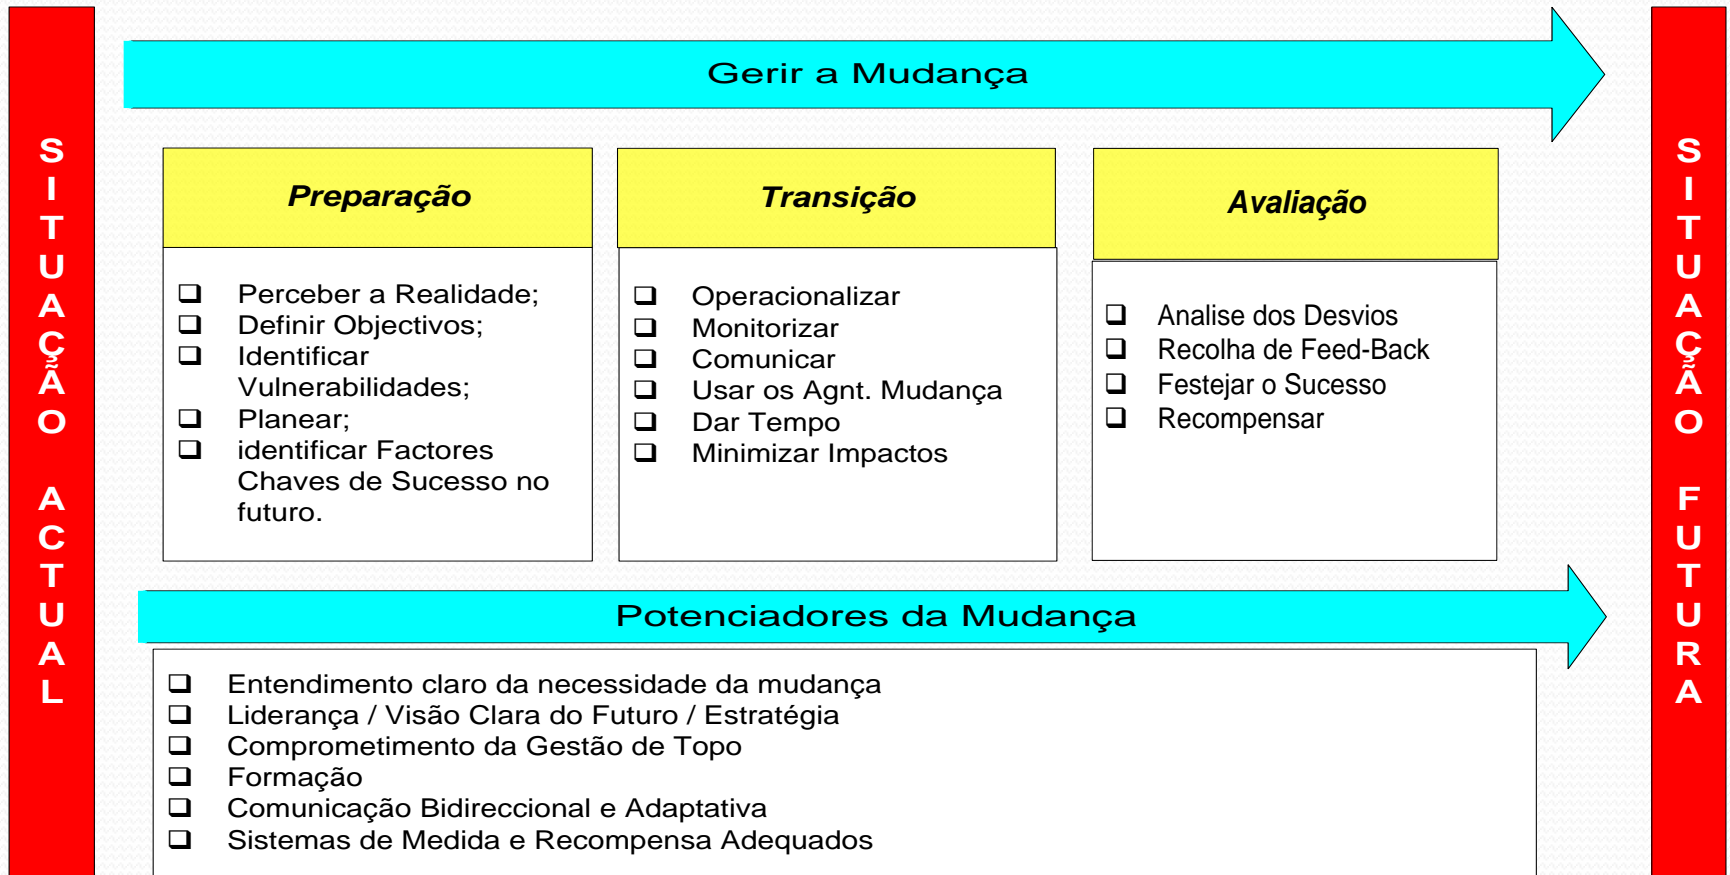 SITUAÇÃO ACTUAL
Gerir a Mudança
Preparação
Perceber a Realidade;
Definir Objectivos;
Identificar
Vulnerabilidades;
Planear;
identificar Factores
Chaves de Sucesso no
futuro.
Transição
Operacionalizar
Monitorizar
Comunicar
Usar os Agnt. Mudança
Dar Tempo
Minimizar Impactos
Avaliação
Analise dos Desvios
Recolha de Feed-Back
Festejar o Sucesso
Recompensar
Potenciadores da Mudança
Entendimento claro da necessidade da mudança
Liderança / Visão Clara do Futuro / Estratégia
Comprometimento da Gestão de Topo
Formação
Comunicação Bidireccional e Adaptativa
Sistemas de Medida e Recompensa Adequados
SITUAÇÃO FUTURA